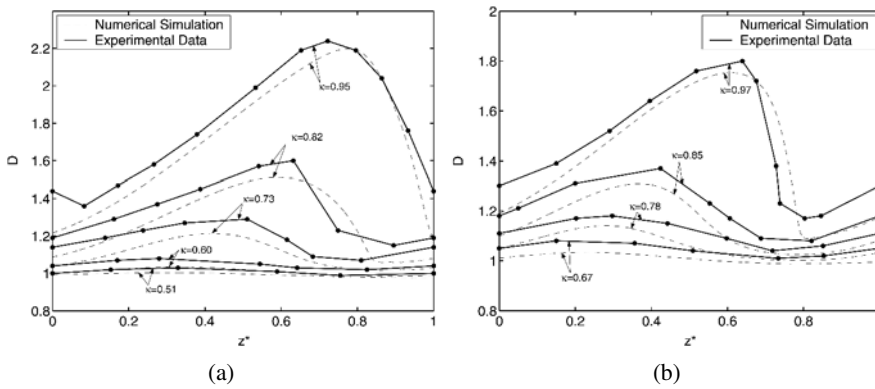 Numerical Simulation
Experimental Data
2.2
2
1.8
1.6
1.4
1.2
1
0.8
D
0
0.2
0.4
0.6
0.8
1
z*
κ=0.95
κ=0.82
κ=0.73
κ=0.60
κ=0.51
(a)
Numerical Simulation
Experimental Data
2
1.8
1.6
1.4
1.2
1
0.8
D
0
0.2
0.4
0.6
0.8
z*
κ=0.97
κ=0.85
κ=0.78
κ=0.67
(b)